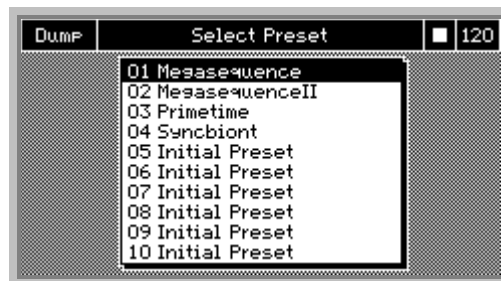 Dump Select Preset 120
01 Megasequence
02 MegasequenceII
03 Primetime
04 Syncbiont
05 Initial Preset
06 Initial Preset
07 Initial Preset
08 Initial Preset
09 Initial Preset
10 Initial Preset